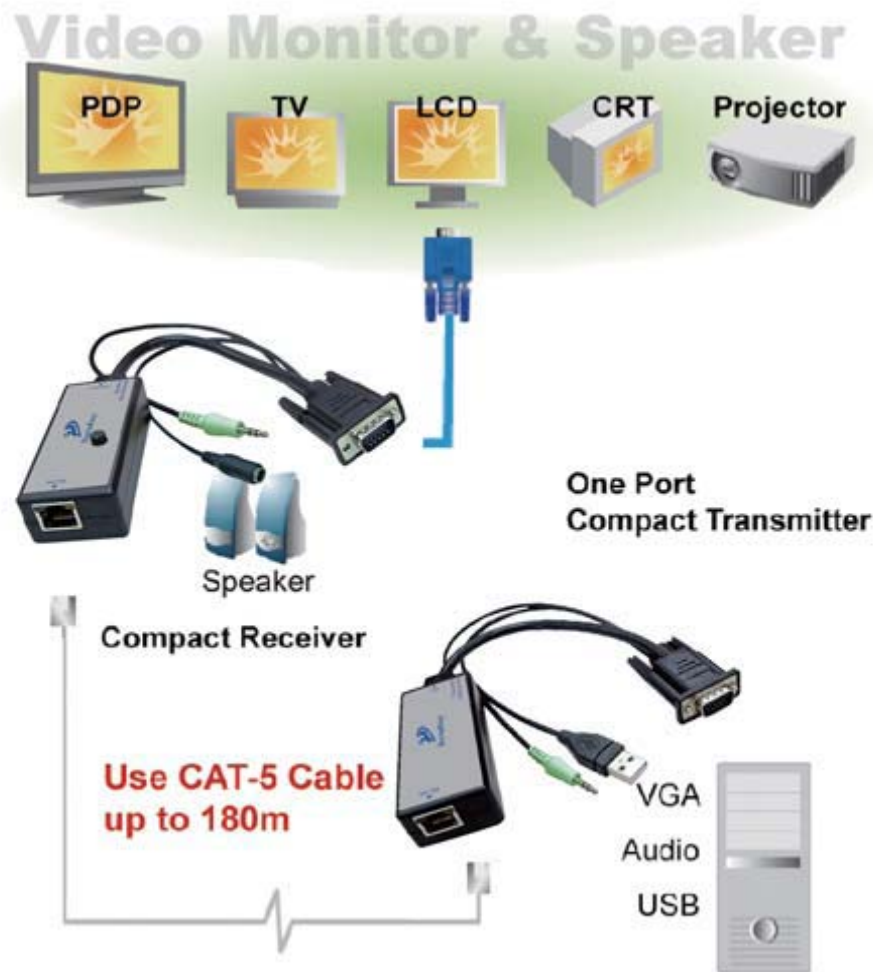 Video Monitor & Speaker
PDP TV LCD CRT Projector
One Port
Compact Transmitter
Speaker
Compact Receiver
Use CAT-5 Cable
up to 180m
VGA
Audio
USB